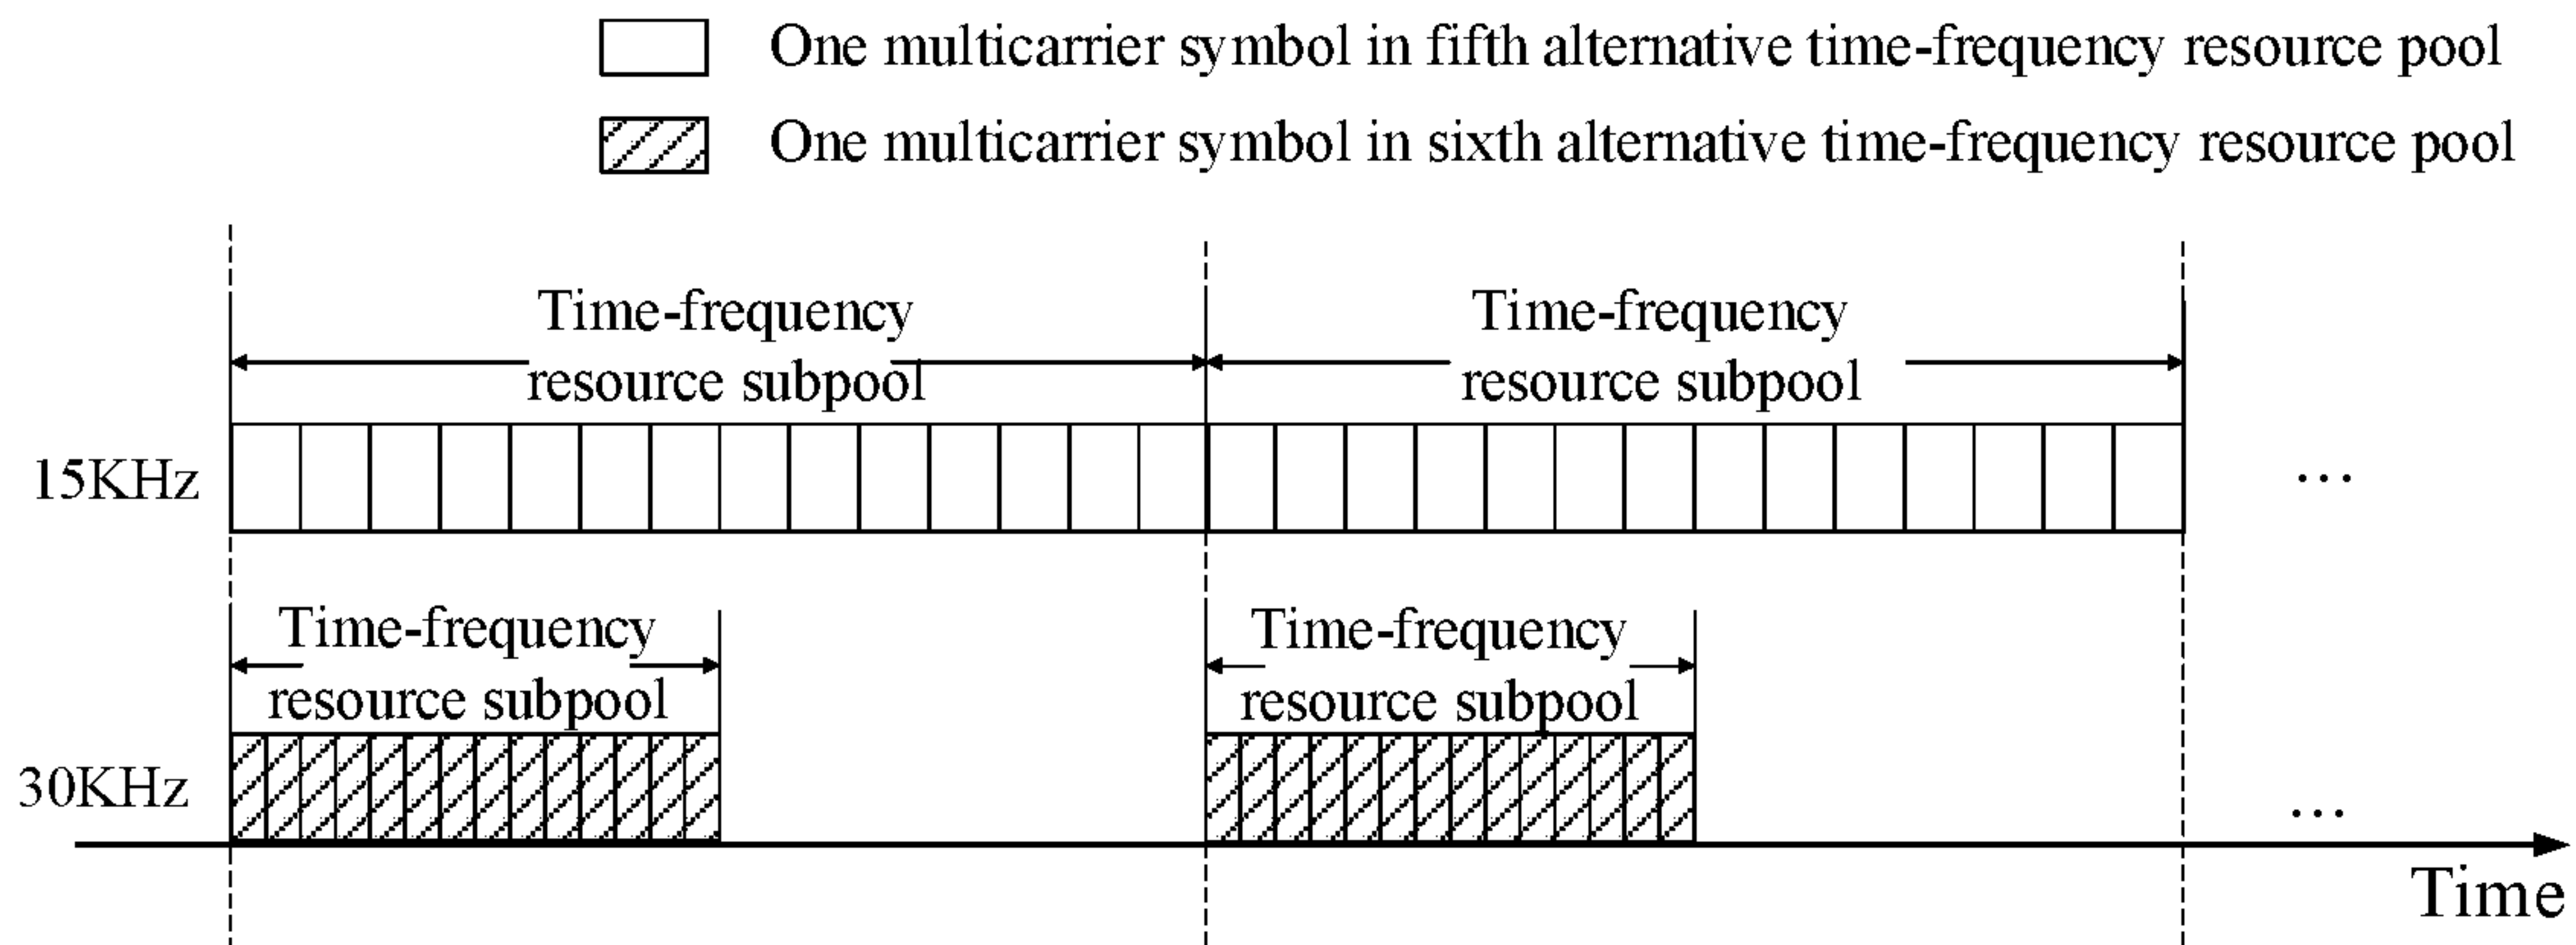 One multicarrier symbol in fifth alternative time-frequency resource pool
One multicarrier symbol in sixth alternative time-frequency resource pool
Time-frequency
resource subpool
Time-frequency
resource subpool
15KHz
...
Time-frequency
resource subpool
Time-frequency
resource subpool
30KHz
...
Time